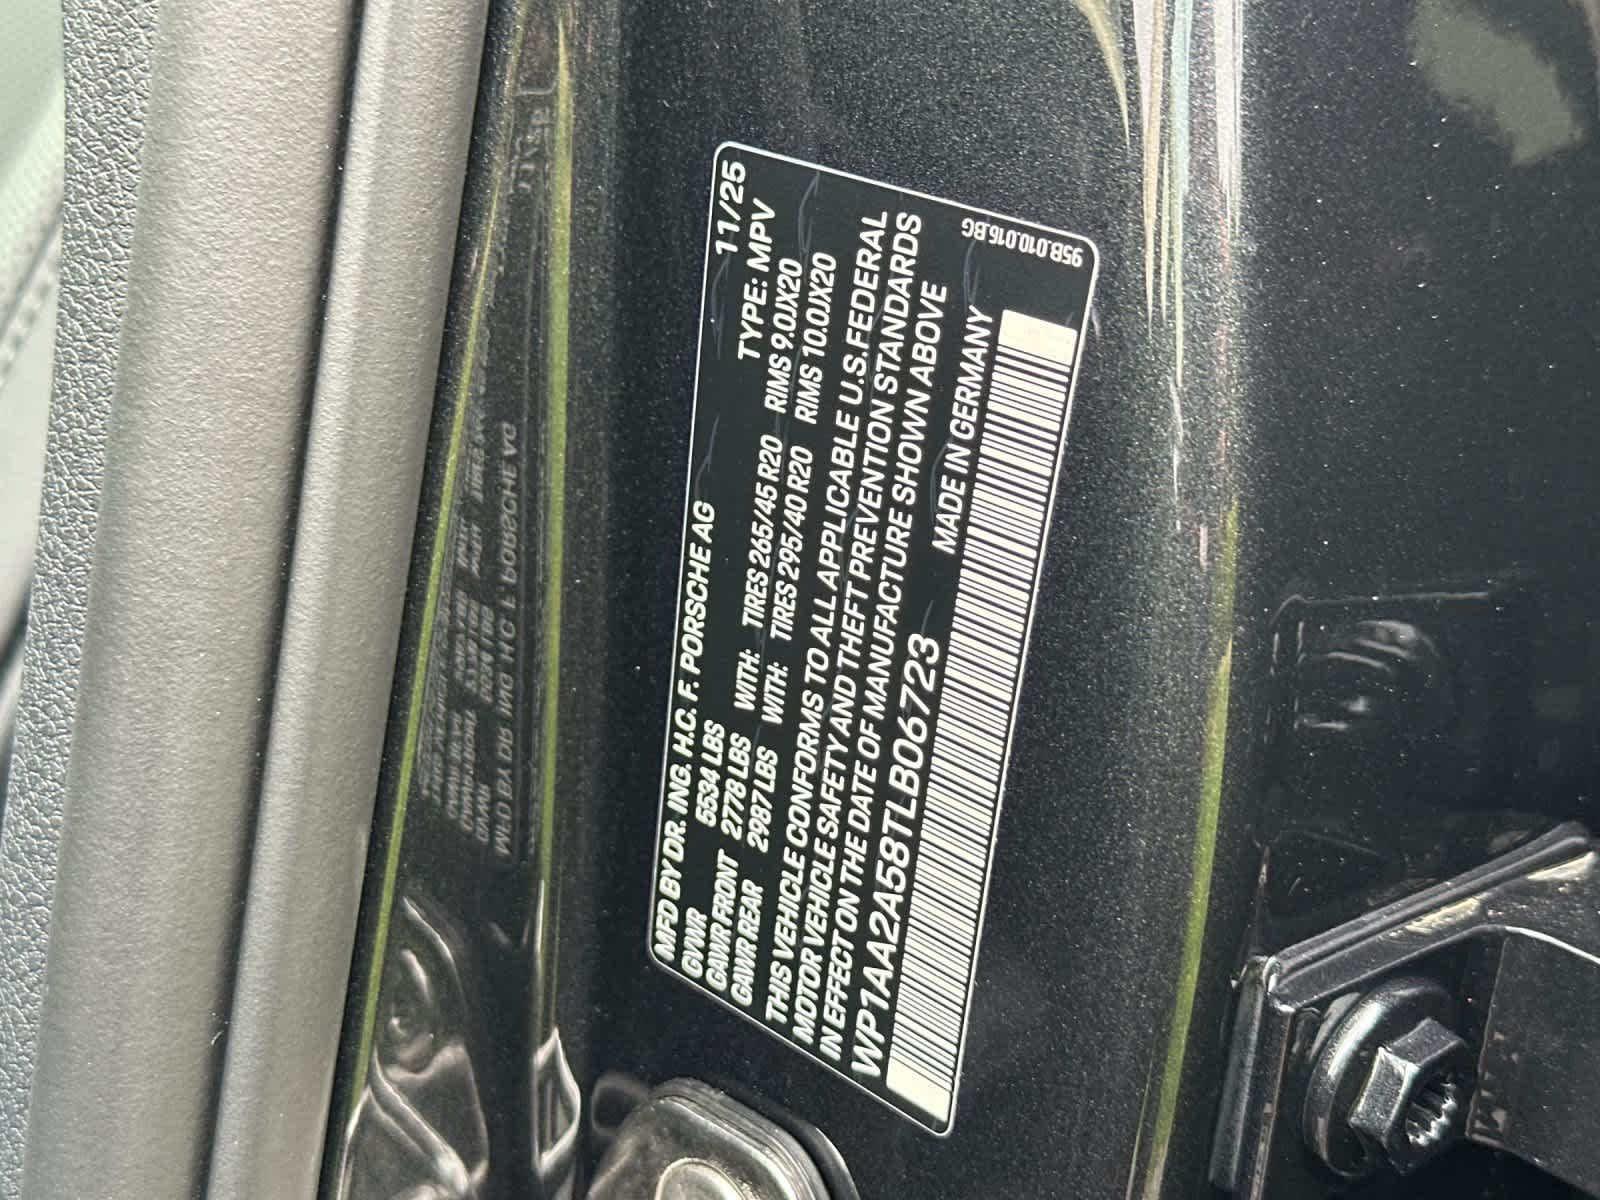 MFD BY DR. ING. H.C. F. PORSCHE AG 11/25
GVWR 5534 LBS TYPE: MPV
GAWR FRONT 2778 LBS WITH: TIRES 265/45 R20 RIMS 9.0JX20
GAWR REAR 2987 LBS WITH: TIRES 295/40 R20 RIMS 10.0JX20
THIS VEHICLE CONFORMS TO ALL APPLICABLE U.S. FEDERAL
MOTOR VEHICLE SAFETY AND THEFT PREVENTION STANDARDS
IN EFFECT ON THE DATE OF MANUFACTURE SHOWN ABOVE
MADE IN GERMANY
WP1AA2A58TLB06723
95B.010.016.BG